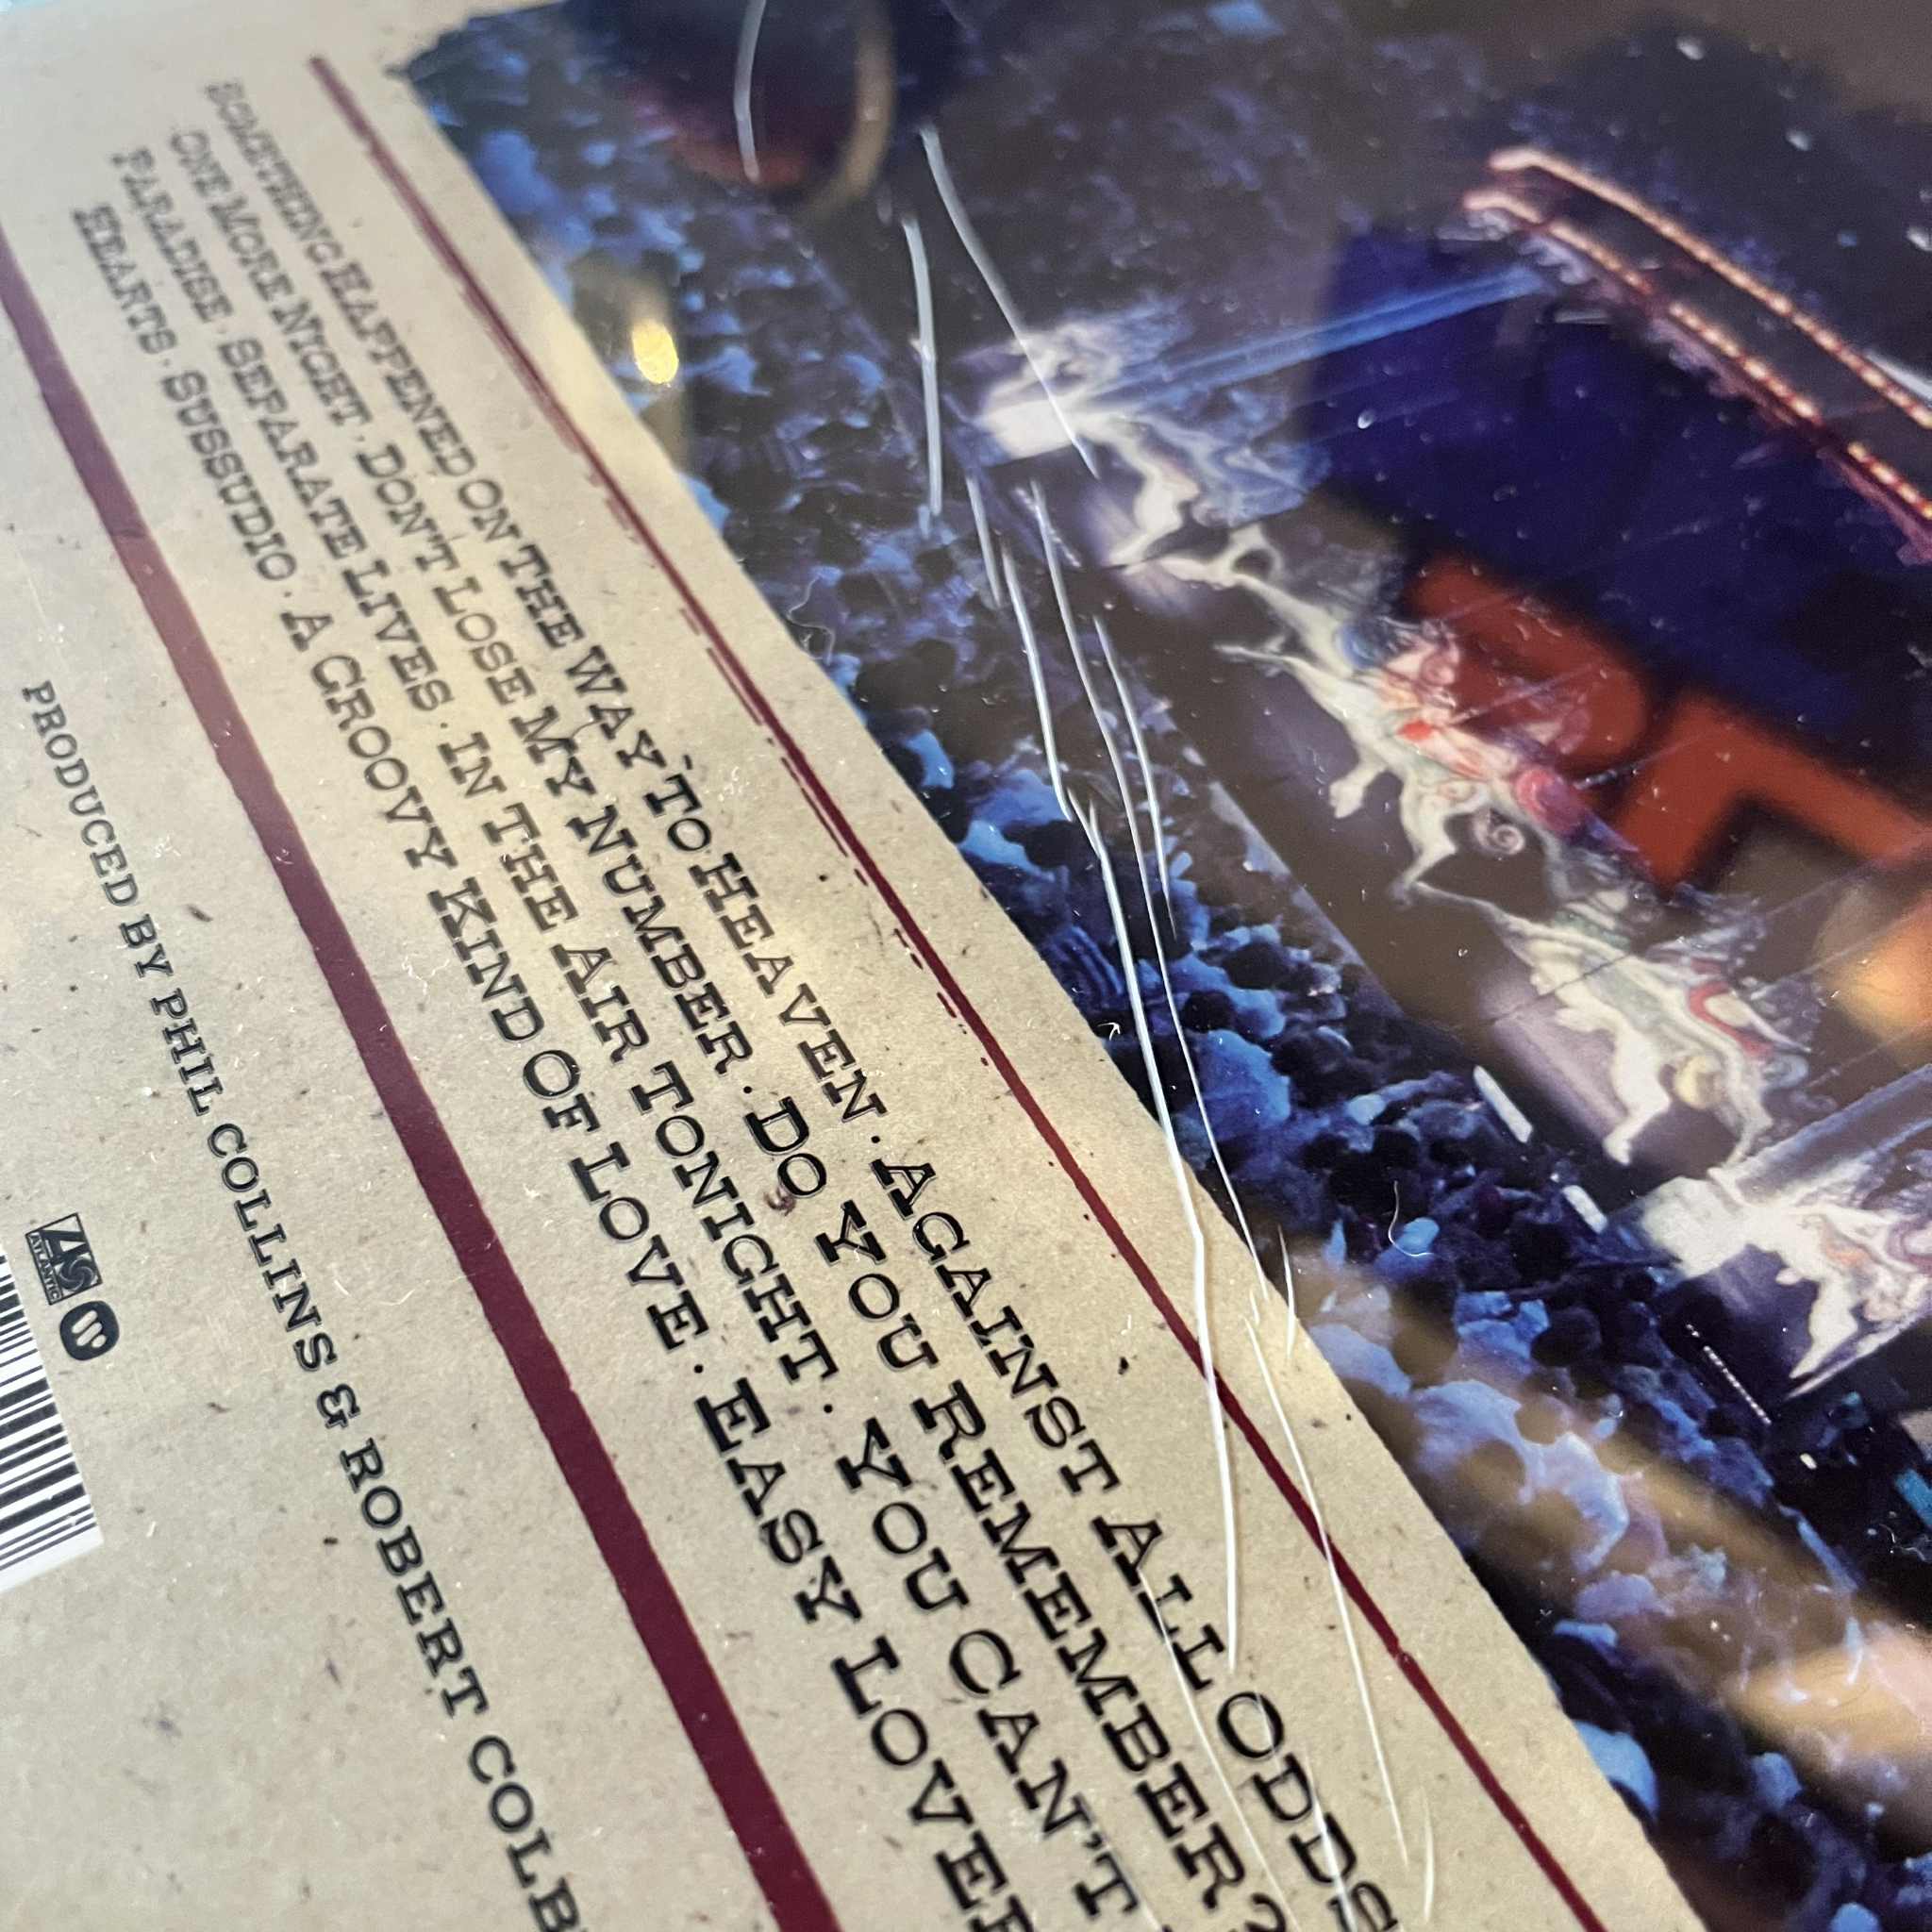 SOMETHING HAPPENED ON THE WAY TO HEAVEN · AGAINST ALL ODDS
ONE MORE NIGHT · DON'T LOSE MY NUMBER · DO YOU REMEMBER?
PARADISE · SEPARATE LIVES · IN THE AIR TONIGHT · YOU CAN'T
HEARTS · SUSSUDIO · A GROOVY KIND OF LOVE · EASY LOVER
PRODUCED BY PHIL COLLINS & ROBERT COLB
ATLANTIC